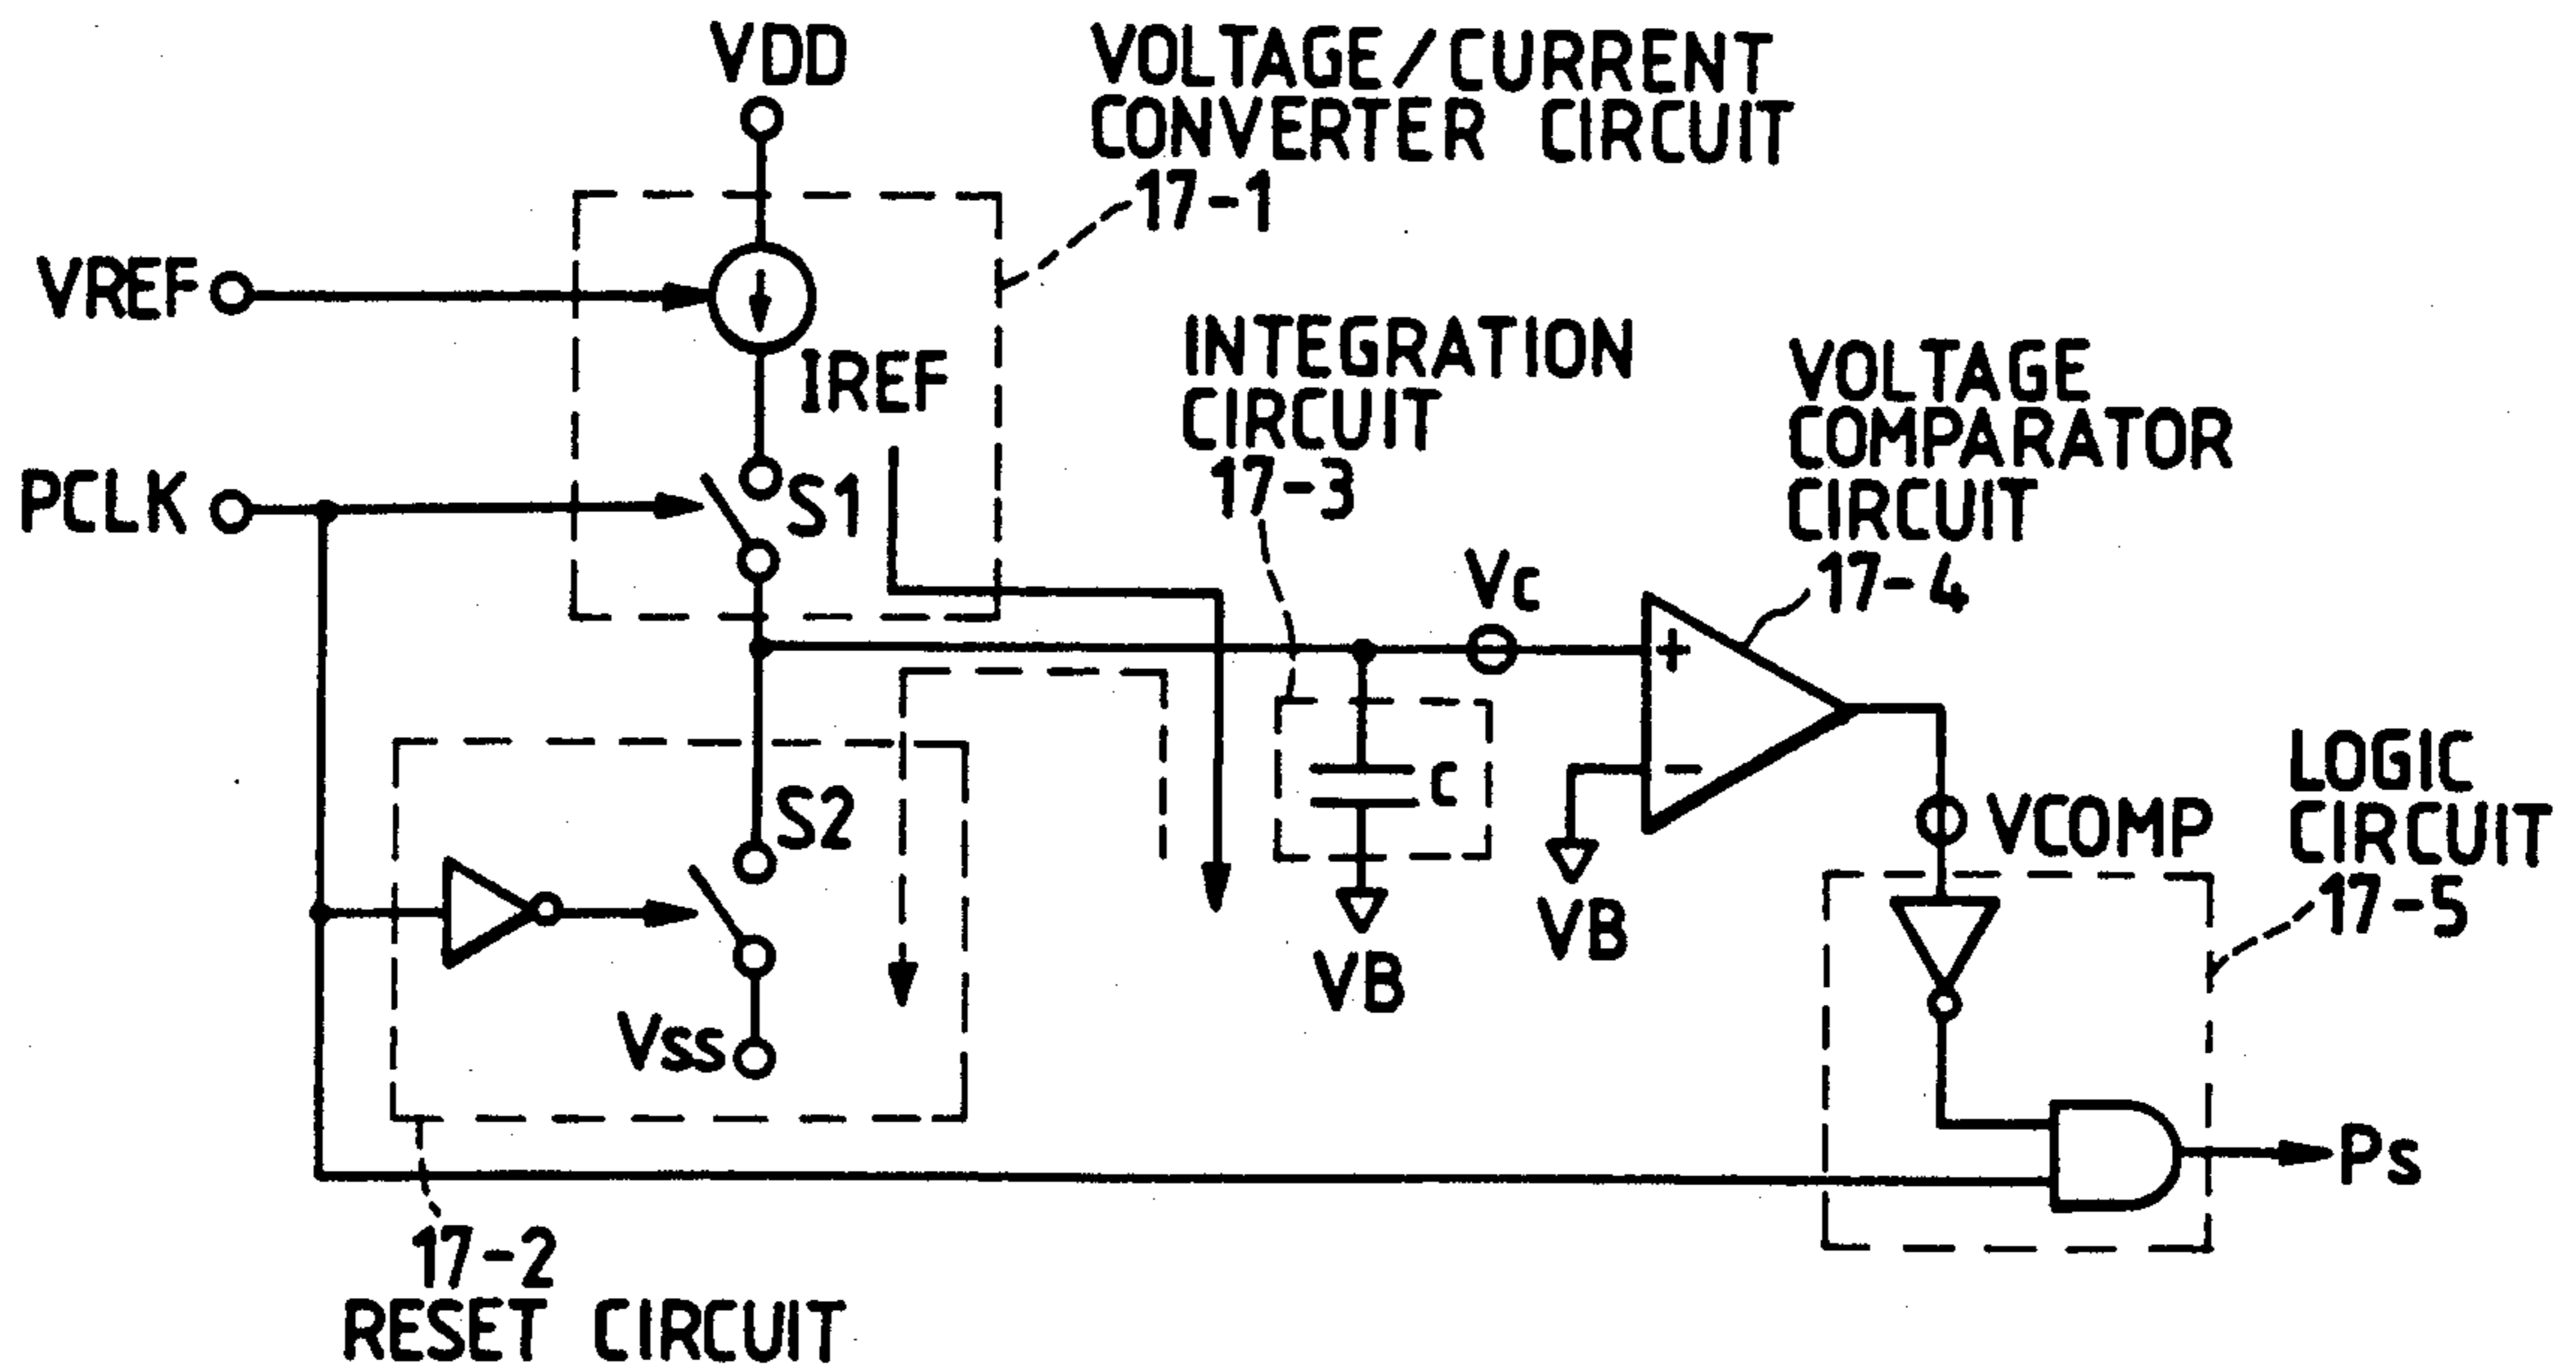 VDD
VOLTAGE/CURRENT
CONVERTER CIRCUIT
17-1
VREF
IREF
INTEGRATION
CIRCUIT
17-3
VOLTAGE
COMPARATOR
CIRCUIT
17-4
PCLK
S1
Vc
+
-
C
S2
VB
VB
VCOMP
LOGIC
CIRCUIT
17-5
Vss
Ps
17-2
RESET CIRCUIT